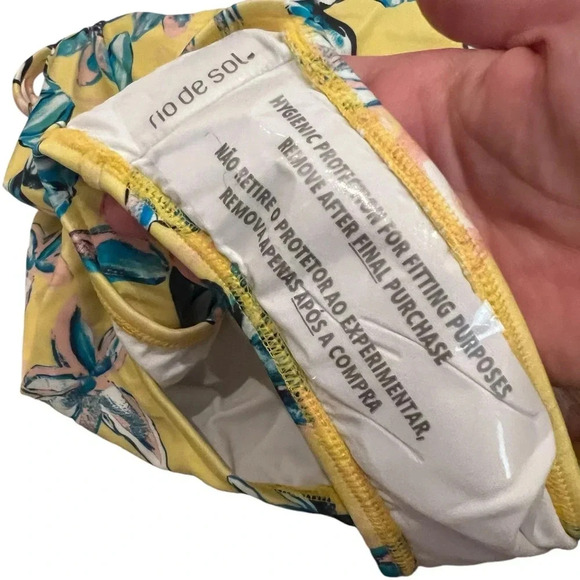 rio de sol
HYGIENIC PROTECTION FOR FITTING PURPOSES
REMOVE AFTER FINAL PURCHASE
NÃO RETIRE O PROTETOR AO EXPERIMENTAR,
REMOVA APENAS APÓS A COMPRA